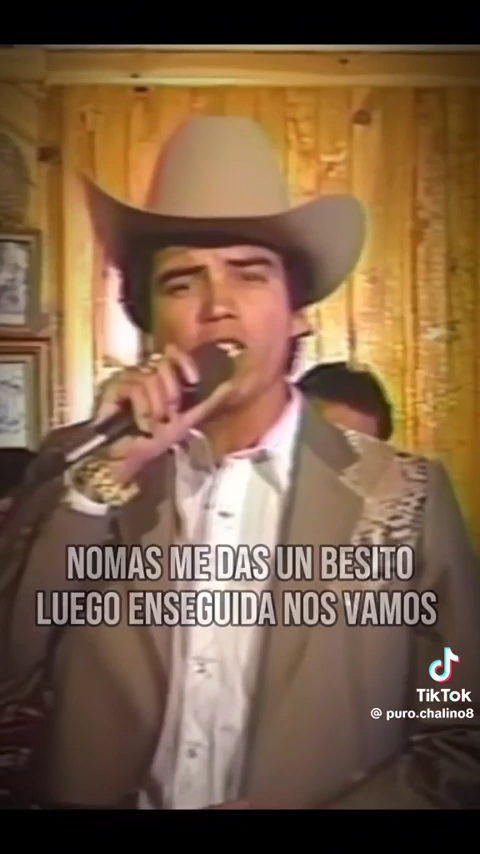 NOMAS ME DAS UN BESITO
LUEGO ENSEGUIDA NOS VAMOS
TikTok
@ puro.chalino8